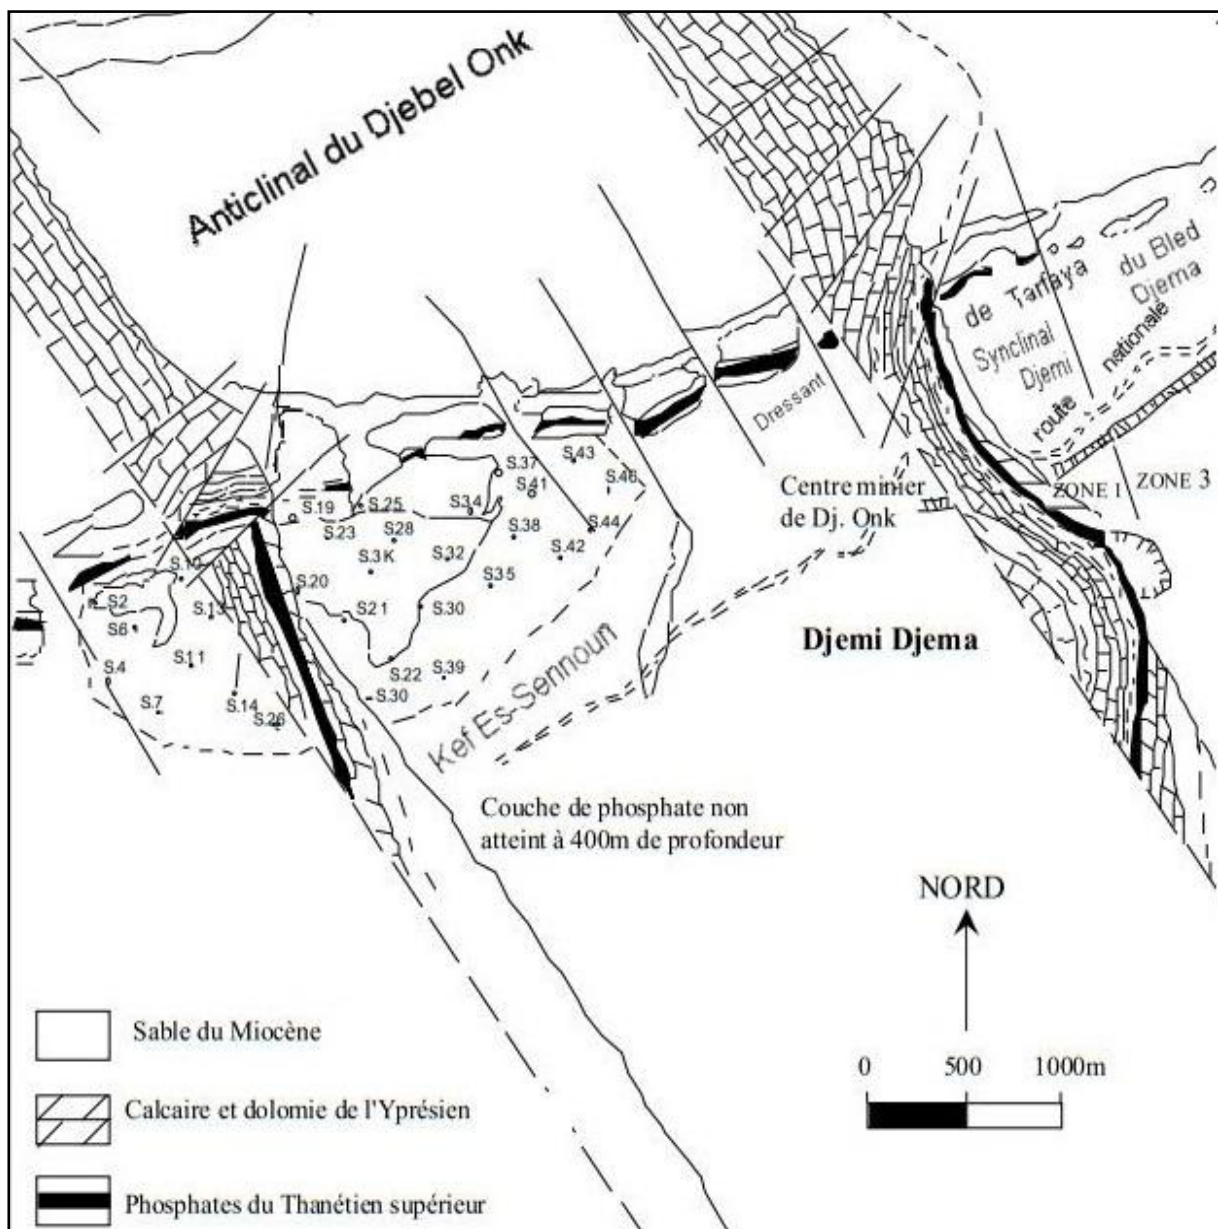 Anticlinal du Djebel Onk
du Bled
Djema
de Tarfaya
Synclinal
Djemi
nationale
route
Dressant
ZONE 1
ZONE 3
Centre minier
de Dj. Onk
S.43
S.37
S.41
S.46
S.19
S.25
S.34
S.23
S.28
S.38
S.44
S.3K
S.32
S.42
S.20
S.35
S2
S.13
S.21
S.30
S6
S.11
S.22
S.39
S.4
S.14
S.30
S.7
S.26
Kef Es-Sennoun
Djemi Djema
Couche de phosphate non
atteint à 400m de profondeur
NORD
0 500 1000m
Sable du Miocène
Calcaire et dolomie de l'Yprésien
Phosphates du Thanétien supérieur